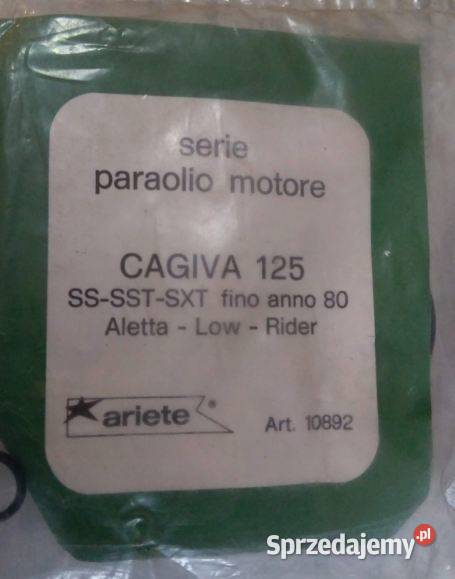 serie
paraolio motore
CAGIVA 125
SS-SST-SXT fino anno 80
Aletta - Low - Rider
ariete ®
Art. 10892
Sprzedajemy.pl